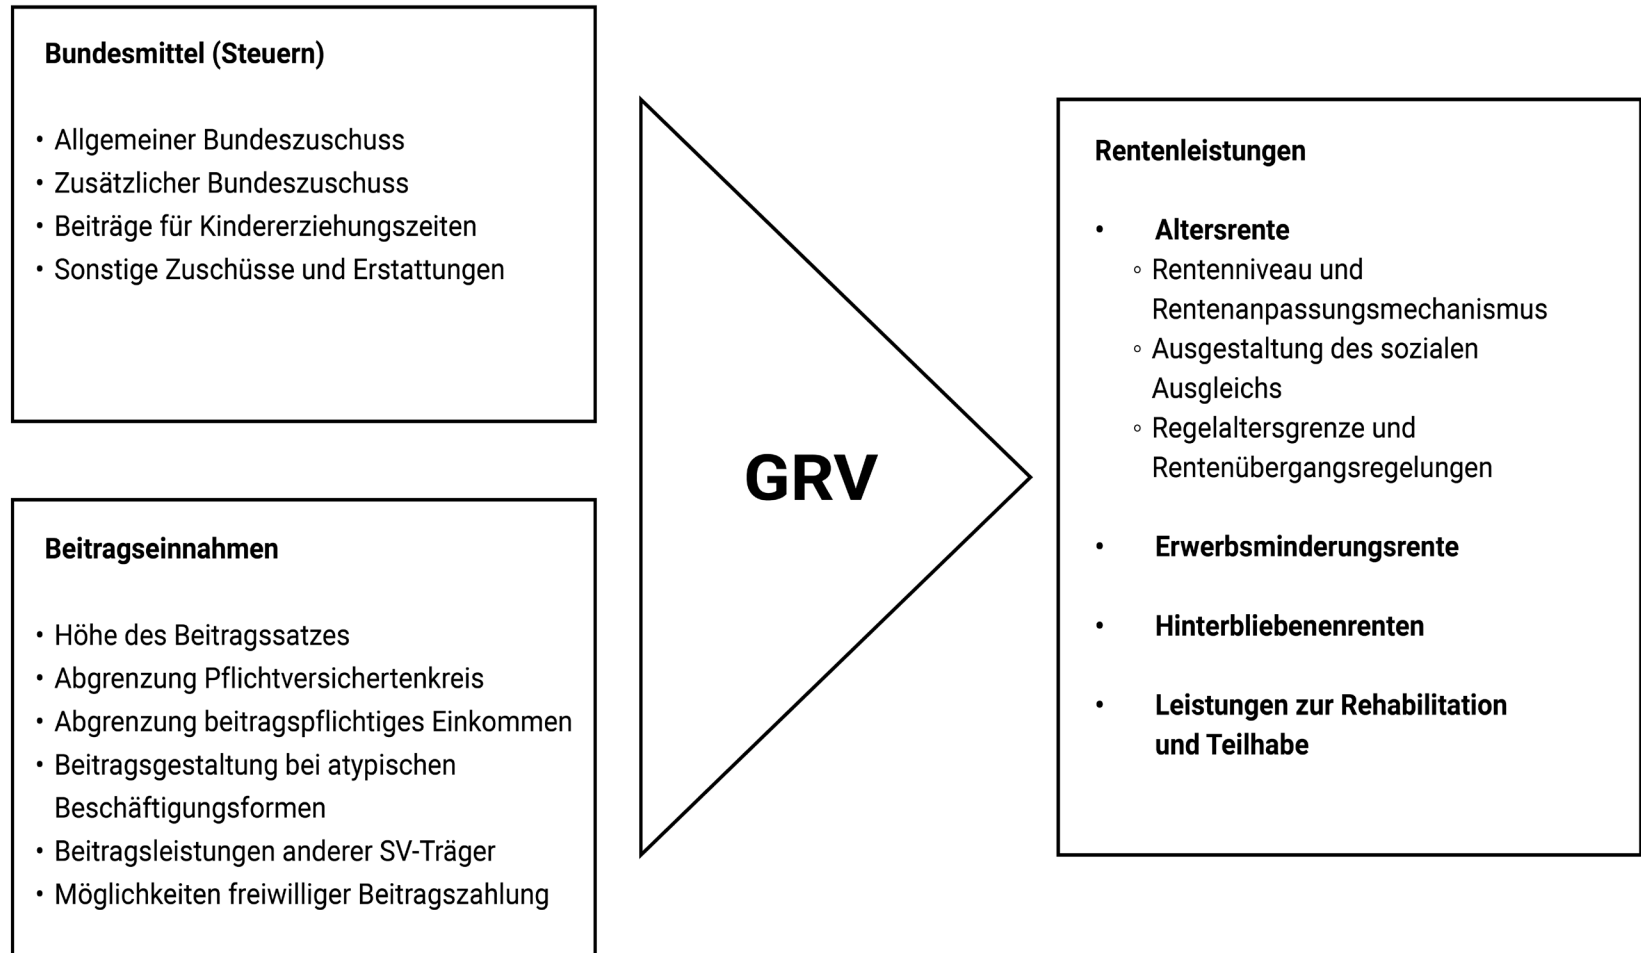 Bundesmittel (Steuern)
• Allgemeiner Bundeszuschuss
• Zusätzlicher Bundeszuschuss
• Beiträge für Kindererziehungszeiten
• Sonstige Zuschüsse und Erstattungen
Beitragseinnahmen
• Höhe des Beitragssatzes
• Abgrenzung Pflichtversichertenkreis
• Abgrenzung beitragspflichtiges Einkommen
• Beitragsgestaltung bei atypischen
Beschäftigungsformen
• Beitragsleistungen anderer SV-Träger
• Möglichkeiten freiwilliger Beitragszahlung
GRV
Rentenleistungen
• Altersrente
◦ Rentenniveau und
Rentenanpassungsmechanismus
◦ Ausgestaltung des sozialen
Ausgleichs
◦ Regelaltersgrenze und
Rentenübergangsregelungen
• Erwerbsminderungsrente
• Hinterbliebenenrenten
• Leistungen zur Rehabilitation
und Teilhabe